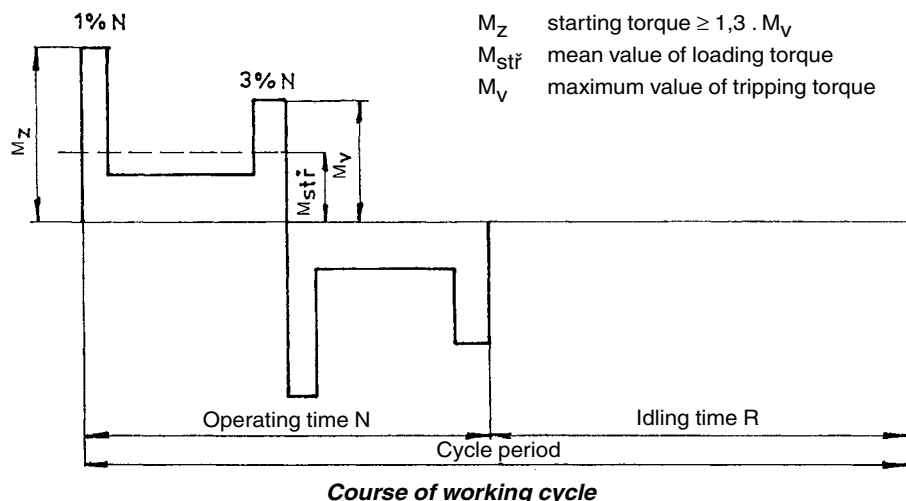 1% N
M_z starting torque ≥ 1,3 . M_v
M_stř mean value of loading torque
3% N
M_v maximum value of tripping torque
M_z
M_stř
M_v
Operating time N
Idling time R
Cycle period
Course of working cycle